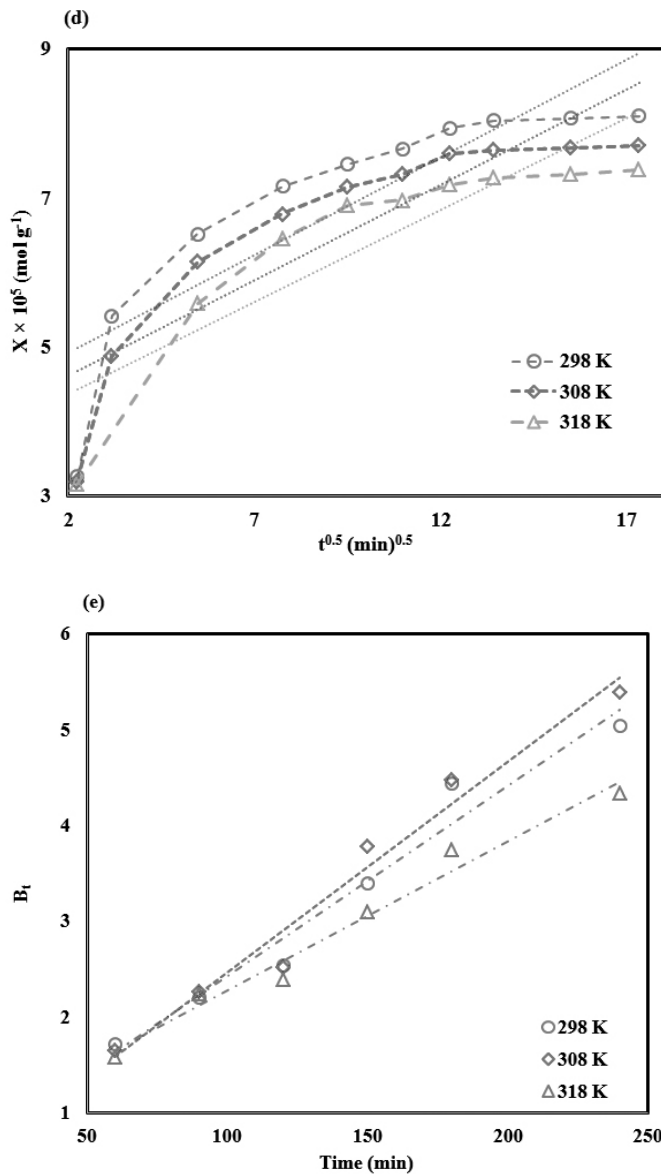 (d)
9
7
5
3
X × 10⁵ (mol g⁻¹)
298 K
308 K
318 K
2
7
12
17
t⁰·⁵ (min)⁰·⁵
(e)
6
5
4
3
2
1
Bₜ
298 K
308 K
318 K
50
100
150
200
250
Time (min)